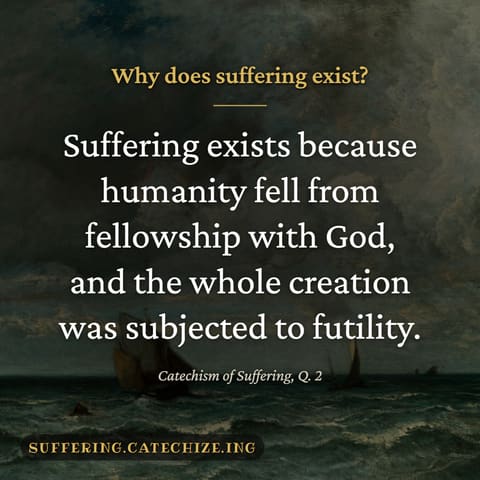 Why does suffering exist?
Suffering exists because
humanity fell from
fellowship with God,
and the whole creation
was subjected to futility.
Catechism of Suffering, Q. 2
SUFFERING.CATECHIZE.ING